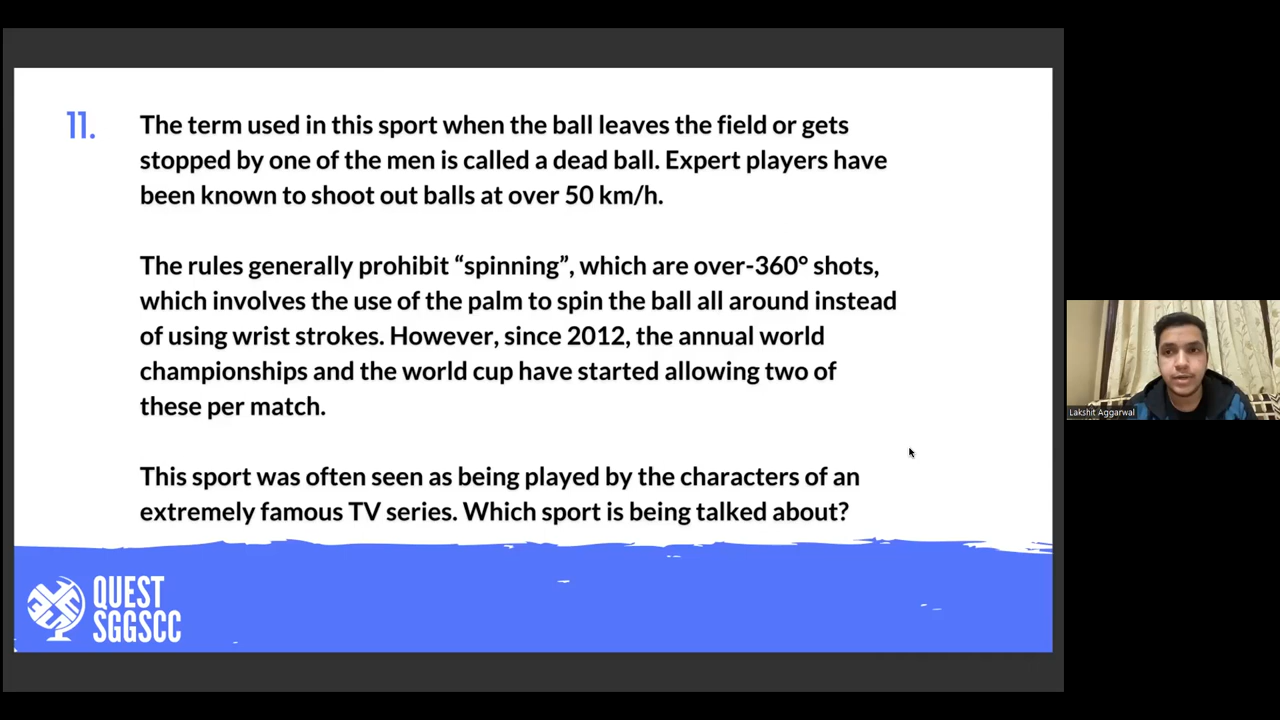 11.
The term used in this sport when the ball leaves the field or gets
stopped by one of the men is called a dead ball. Expert players have
been known to shoot out balls at over 50 km/h.
The rules generally prohibit “spinning”, which are over-360° shots,
which involves the use of the palm to spin the ball all around instead
of using wrist strokes. However, since 2012, the annual world
championships and the world cup have started allowing two of
these per match.
This sport was often seen as being played by the characters of an
extremely famous TV series. Which sport is being talked about?
QUEST
SGGSCC
Lakshit Aggarwal